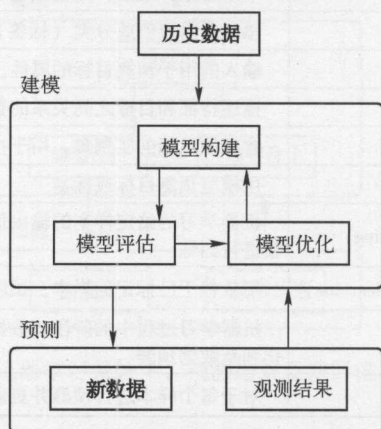 历史数据
建模
模型构建
模型评估
模型优化
预测
新数据
观测结果